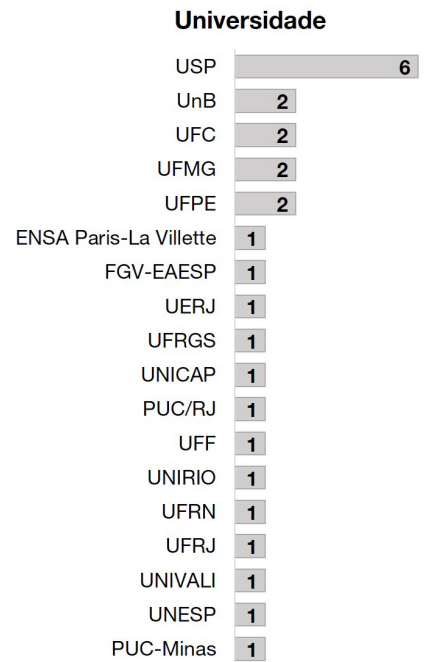 Universidade
USP 6
UnB 2
UFC 2
UFMG 2
UFPE 2
ENSA Paris-La Villette 1
FGV-EAESP 1
UERJ 1
UFRGS 1
UNICAP 1
PUC/RJ 1
UFF 1
UNIRIO 1
UFRN 1
UFRJ 1
UNIVALI 1
UNESP 1
PUC-Minas 1